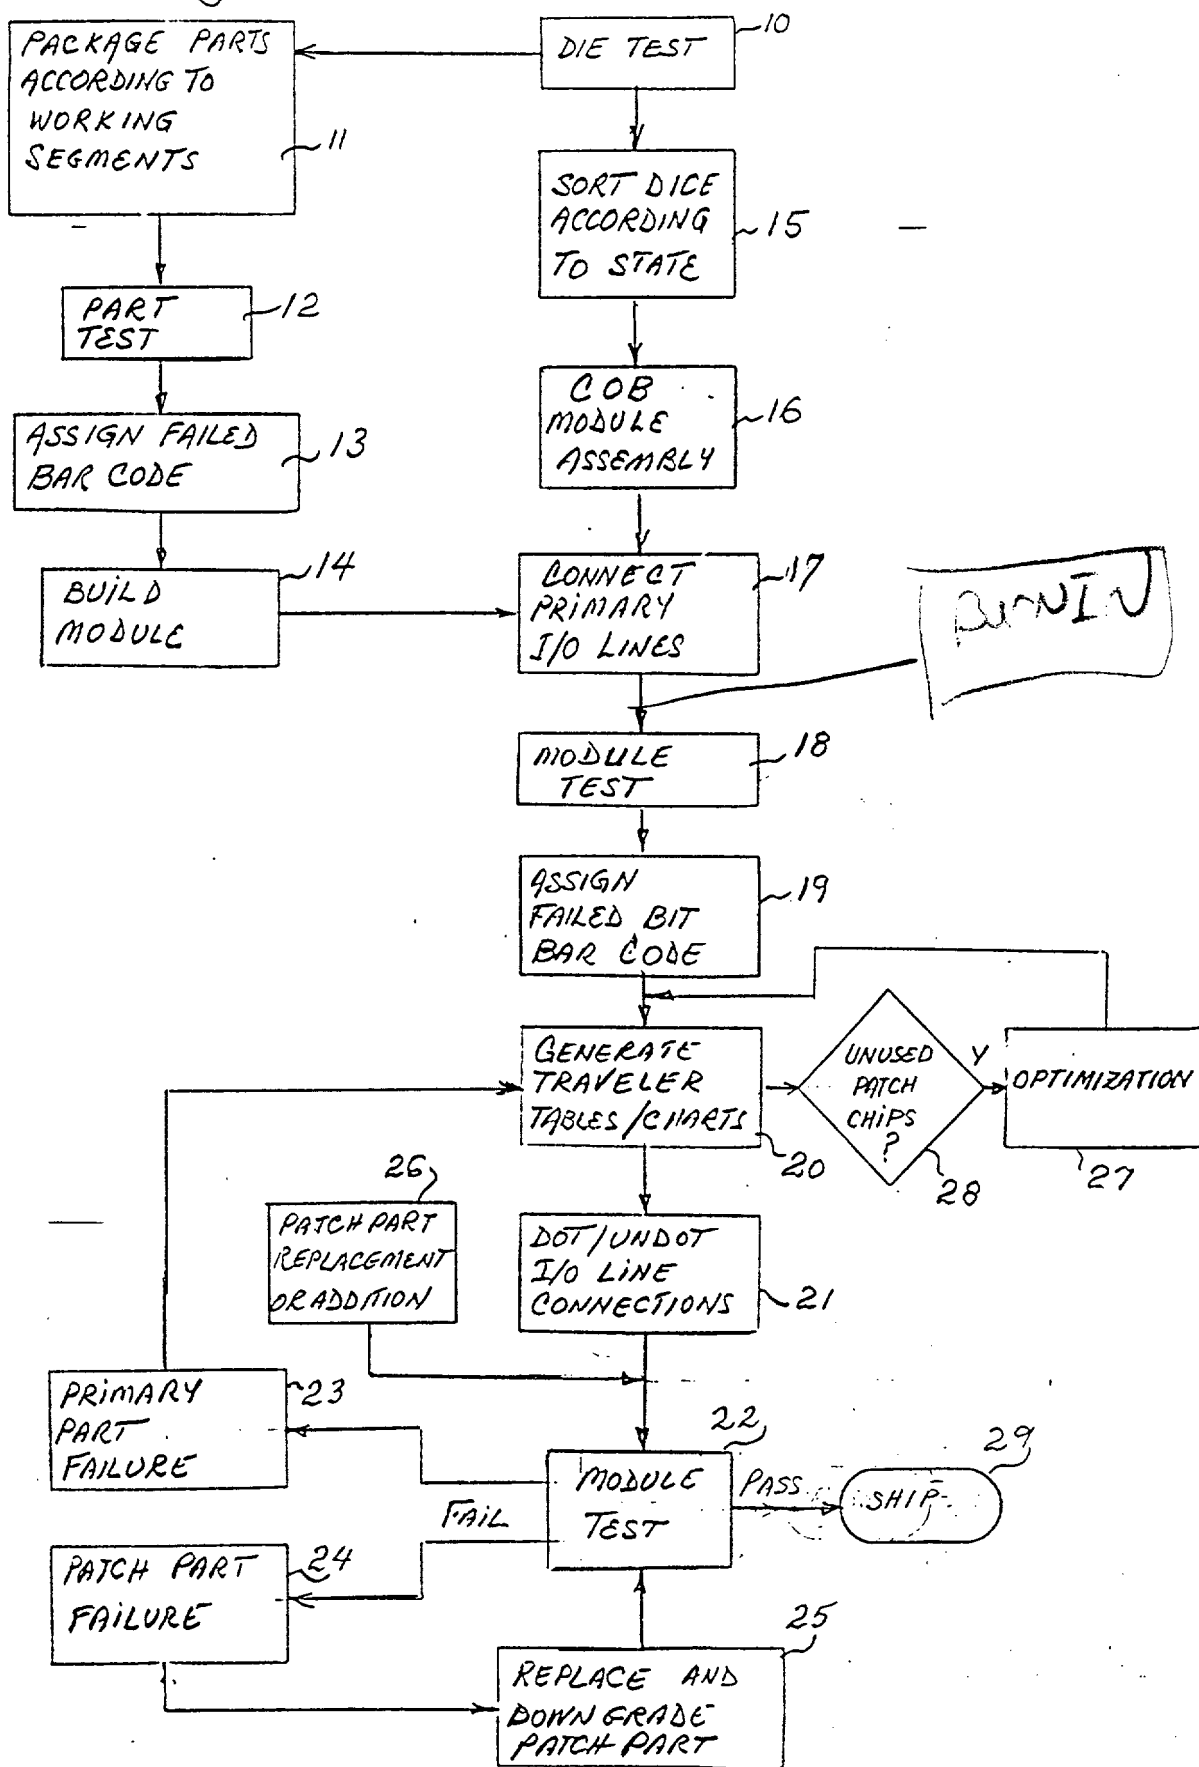 PACKAGE PARTS
ACCORDING TO
WORKING
SEGMENTS
11
DIE TEST
10
SORT DICE
ACCORDING
TO STATE
15
PART
TEST
12
COB
MODULE
ASSEMBLY
16
ASSIGN FAILED
BAR CODE
13
BUILD
MODULE
14
CONNECT
PRIMARY
I/O LINES
17
BurNIN
MODULE
TEST
18
ASSIGN
FAILED BIT
BAR CODE
19
GENERATE
TRAVELER
TABLES/CHARTS
20
UNUSED
PATCH
CHIPS
?
28
Y
OPTIMIZATION
27
26
PATCH PART
REPLACEMENT
OR ADDITION
DOT/UNDOT
I/O LINE
CONNECTIONS
21
PRIMARY
PART
FAILURE
23
22
MODULE
TEST
PASS
SHIP
29
FAIL
PATCH PART
FAILURE
24
25
REPLACE AND
DOWN GRADE
PATCH PART